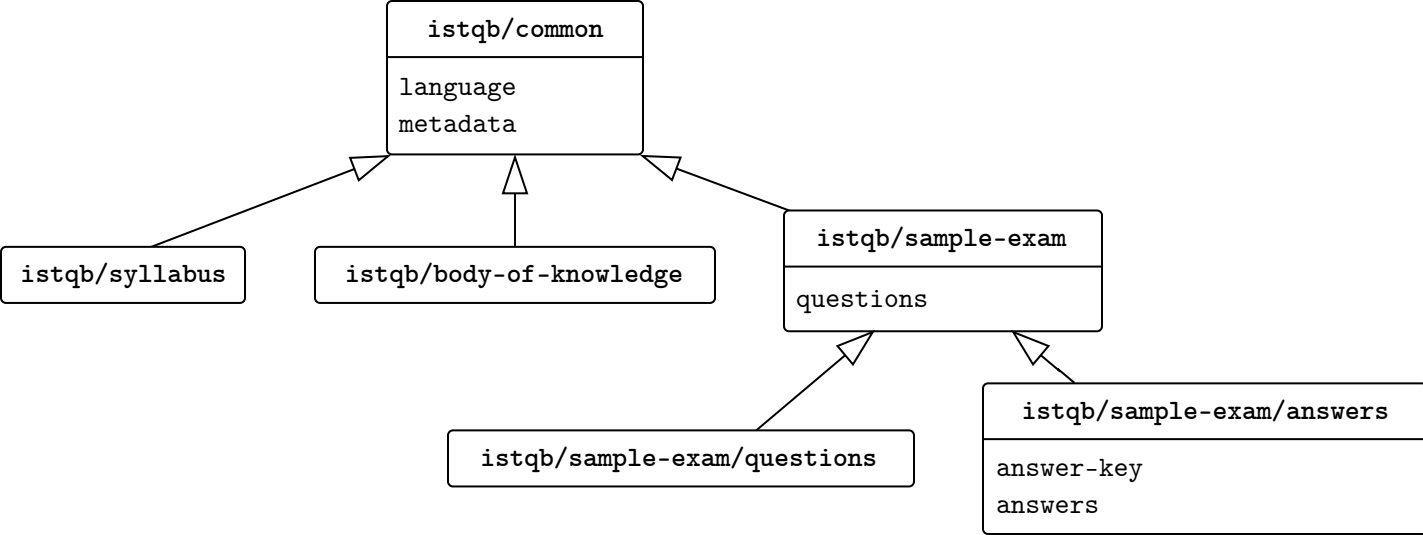 istqb/common
language
metadata
istqb/syllabus
istqb/body-of-knowledge
istqb/sample-exam
questions
istqb/sample-exam/questions
istqb/sample-exam/answers
answer-key
answers